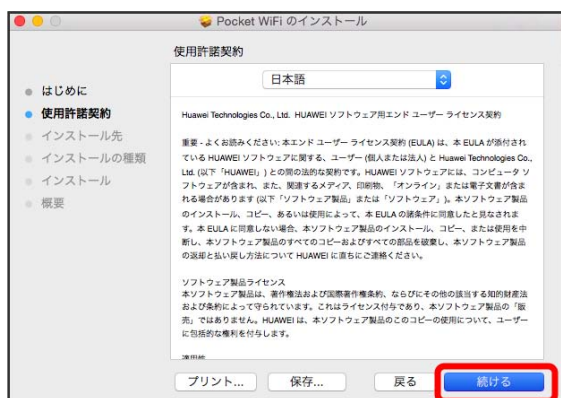 Pocket WiFi のインストール
使用許諾契約
日本語
はじめに
使用許諾契約
インストール先
インストールの種類
インストール
概要
Huawei Technologies Co., Ltd. HUAWEI ソフトウェア用エンド ユーザー ライセンス契約
重要 - よくお読みください: 本エンド ユーザー ライセンス契約 (EULA) は、本 EULA が添付され
ている HUAWEI ソフトウェアに関する、ユーザー (個人または法人) と Huawei Technologies Co.,
Ltd. (以下「HUAWEI」) との間の法的な契約です。HUAWEI ソフトウェアには、コンピュータ ソ
フトウェアが含まれ、また、関連するメディア、印刷物、「オンライン」または電子文書が含ま
れる場合があります (以下「ソフトウェア製品」または「ソフトウェア」)。本ソフトウェア製品
のインストール、コピー、あるいは使用によって、本 EULA の諸条件に同意したと見なされま
す。本 EULA に同意しない場合、本ソフトウェア製品のインストール、コピー、または使用を中
断し、本ソフトウェア製品のすべてのコピーおよびすべての部品を破棄し、本ソフトウェア製品
の返却と払い戻し方法について HUAWEI に直ちにご連絡ください。
ソフトウェア製品ライセンス
本ソフトウェア製品は、著作権法および国際著作権条約、ならびにその他の該当する知的財産法
および条約によって守られています。これはライセンス付与であり、本ソフトウェア製品の「販
売」ではありません。HUAWEI は、本ソフトウェア製品のこのコピーの使用について、ユーザー
に包括的な権利を付与します。
プリント...
保存...
戻る
続ける